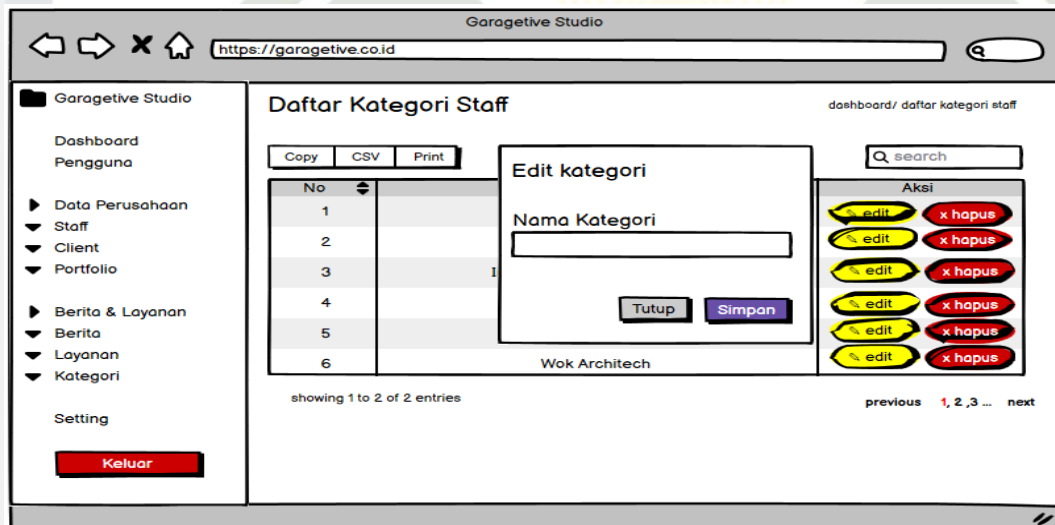 Garagetive Studio
https://garagetive.co.id
Garagetive Studio
Dashboard
Pengguna
Data Perusahaan
Staff
Client
Portfolio
Berita & Layanan
Berita
Layanan
Kategori
Setting
Keluar
Daftar Kategori Staff
dashboard/ daftar kategori staff
Copy CSV Print
search
No Aksi
1 edit x hapus
2 edit x hapus
3 I edit x hapus
4 edit x hapus
5 edit x hapus
6 Wok Architech edit x hapus
Edit kategori
Nama Kategori
Tutup Simpan
showing 1 to 2 of 2 entries
previous 1, 2 ,3 ... next